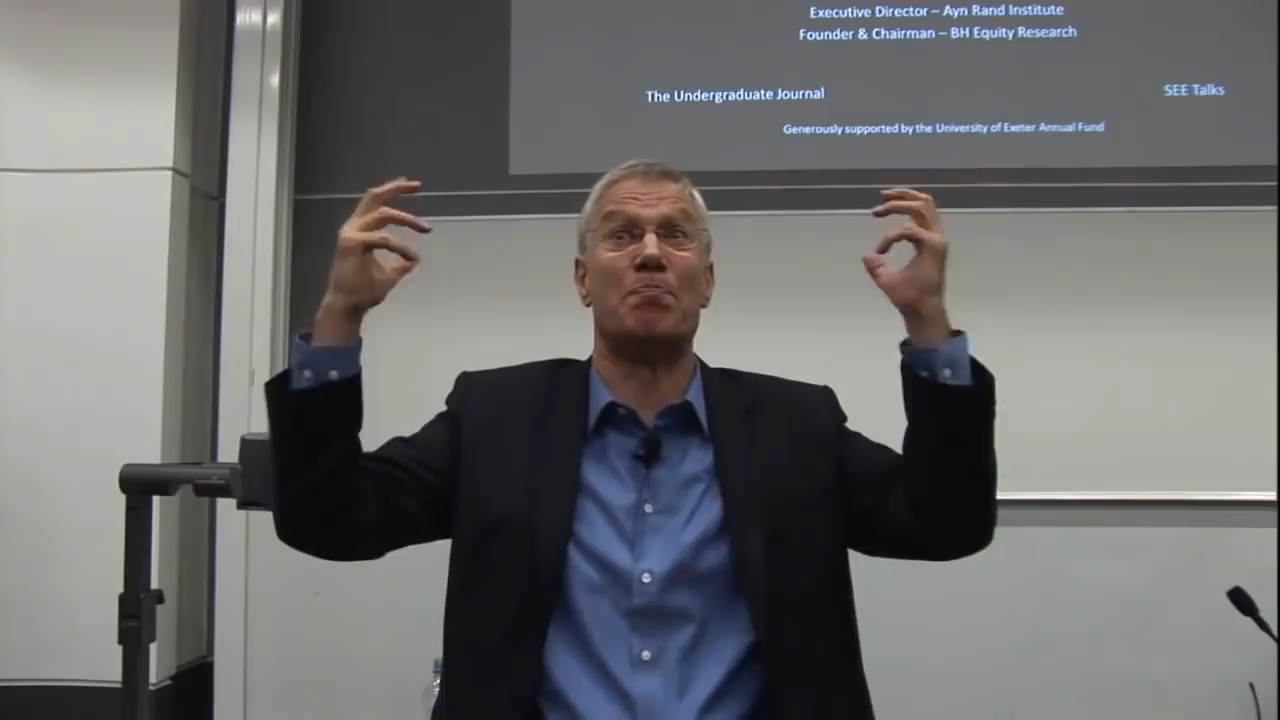 Executive Director – Ayn Rand Institute
Founder & Chairman – BH Equity Research
The Undergraduate Journal
SEE Talks
Generously supported by the University of Exeter Annual Fund